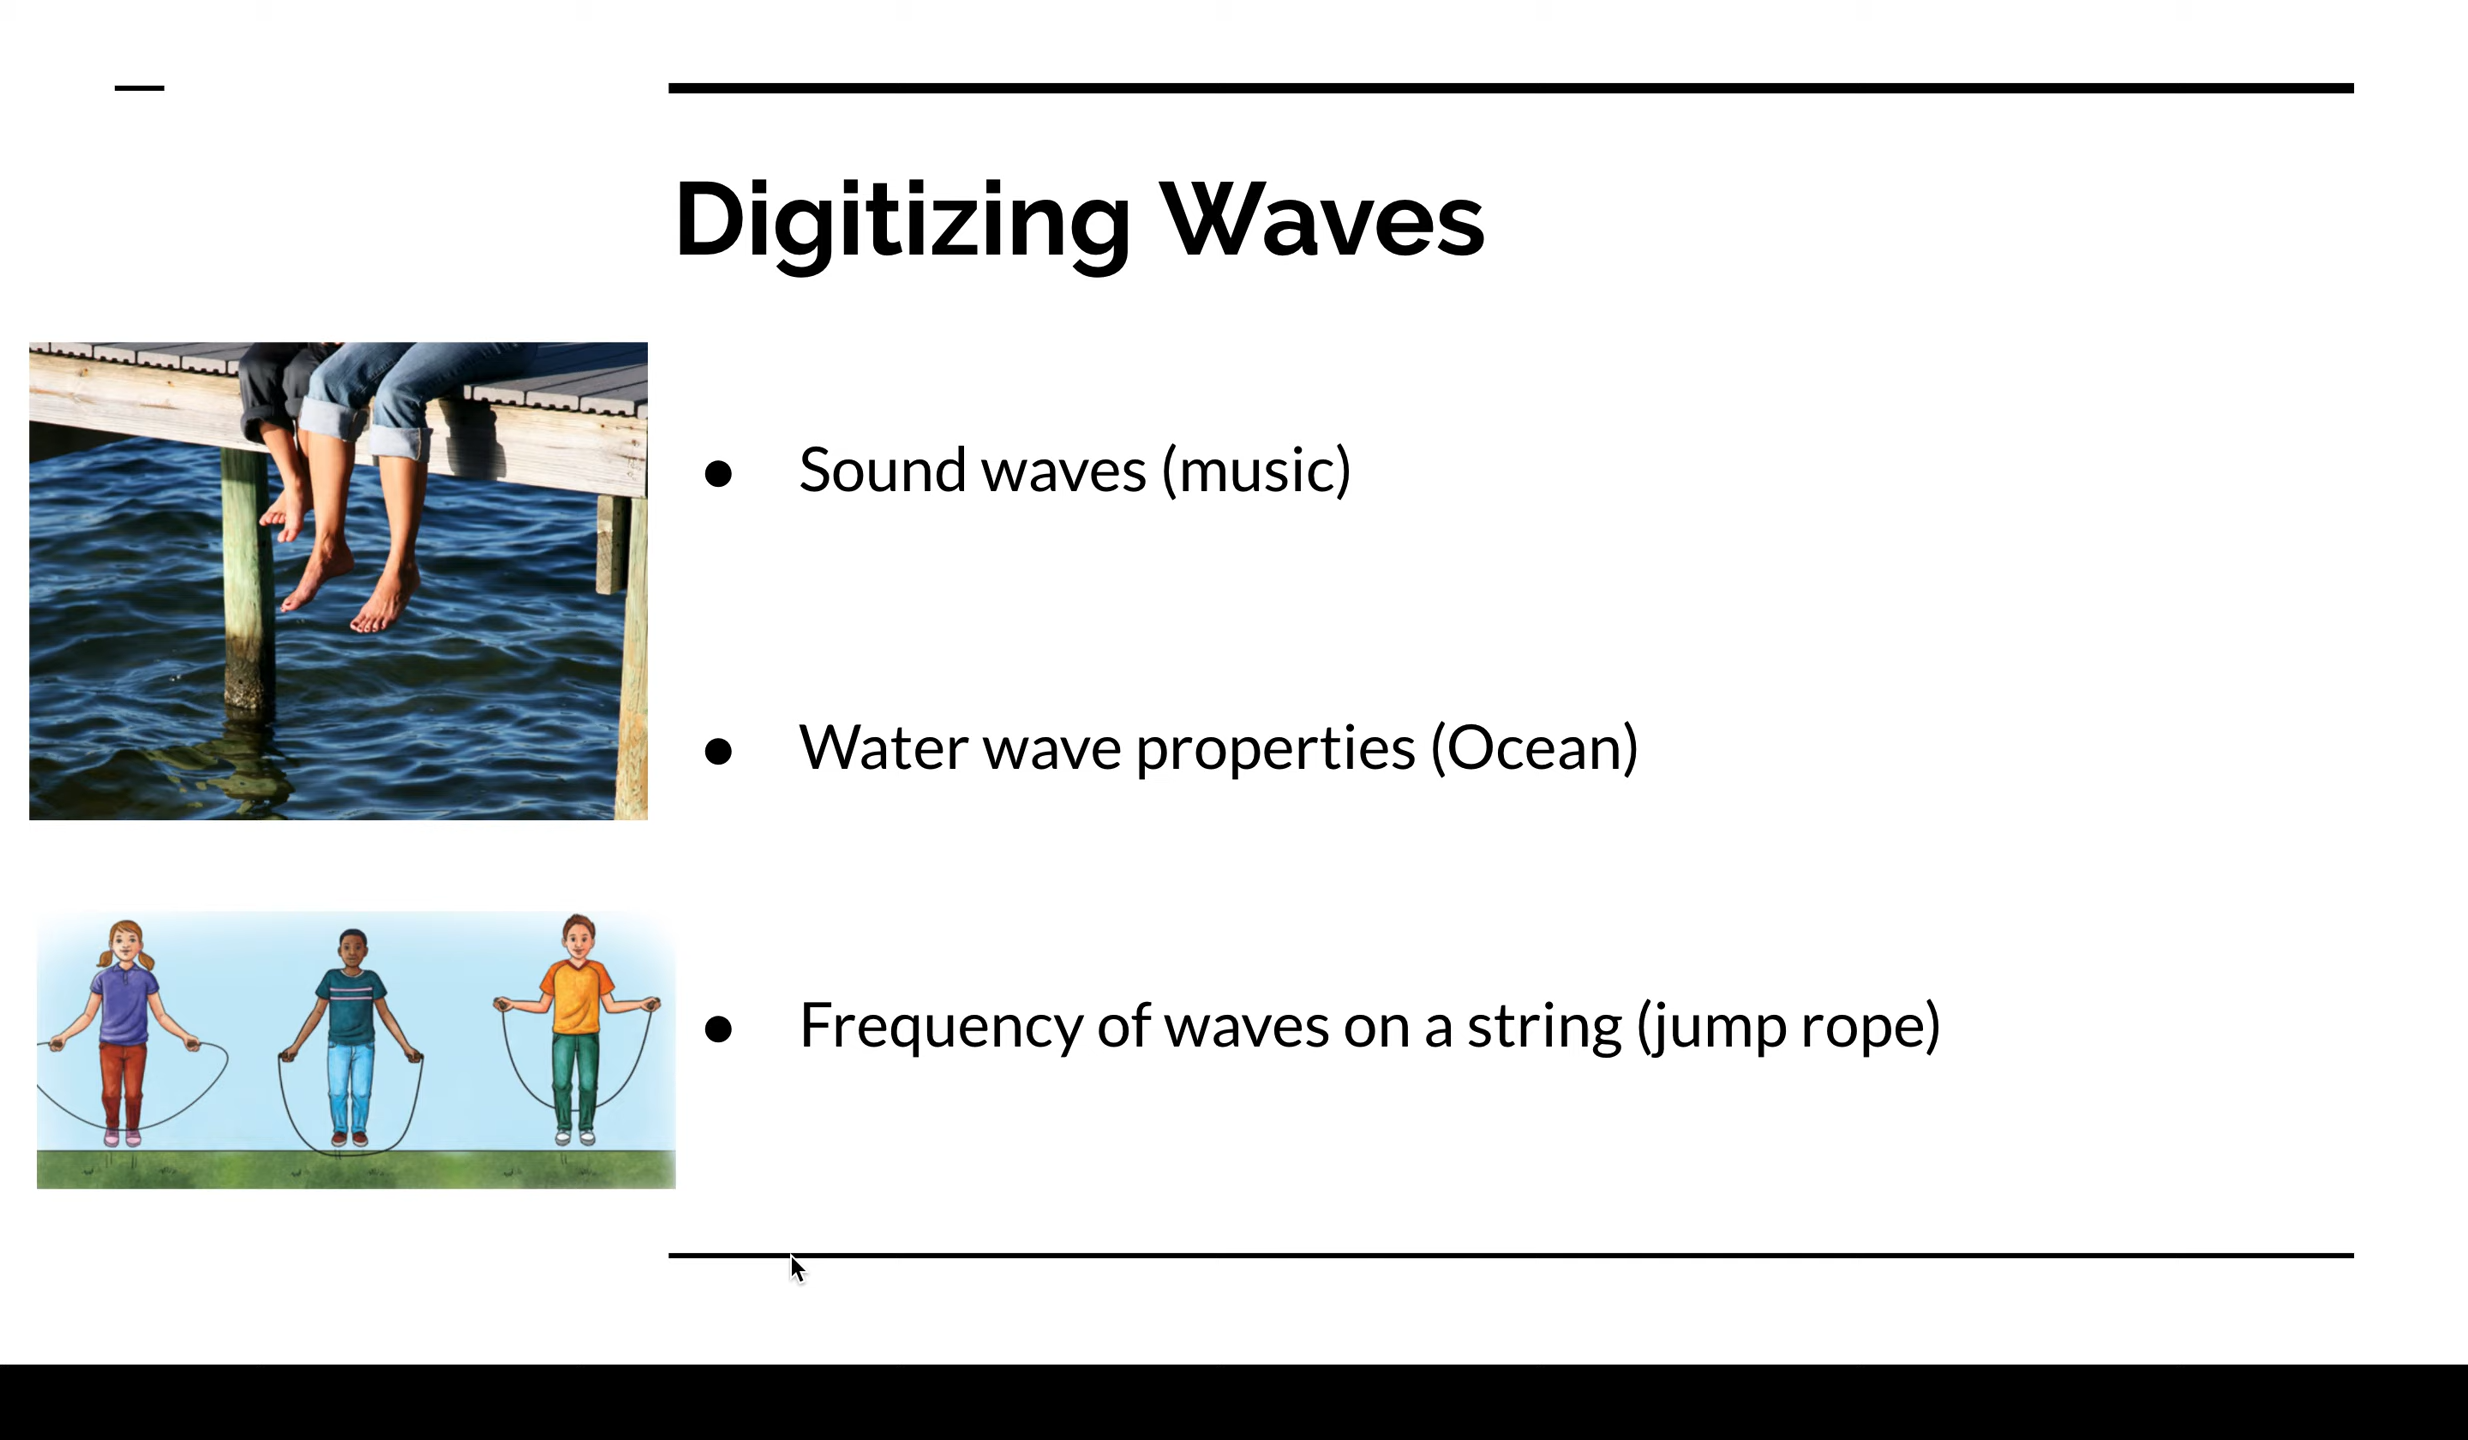 Digitizing Waves
● Sound waves (music)
● Water wave properties (Ocean)
● Frequency of waves on a string (jump rope)